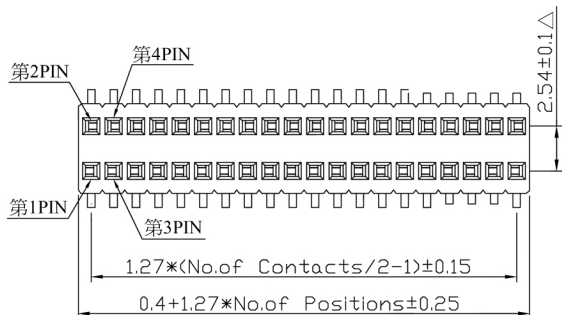 第4PIN
第2PIN
2.54±0.1△
第1PIN
第3PIN
1.27*(No.of Contacts/2-1)±0.15
0.4+1.27*No.of Positions±0.25